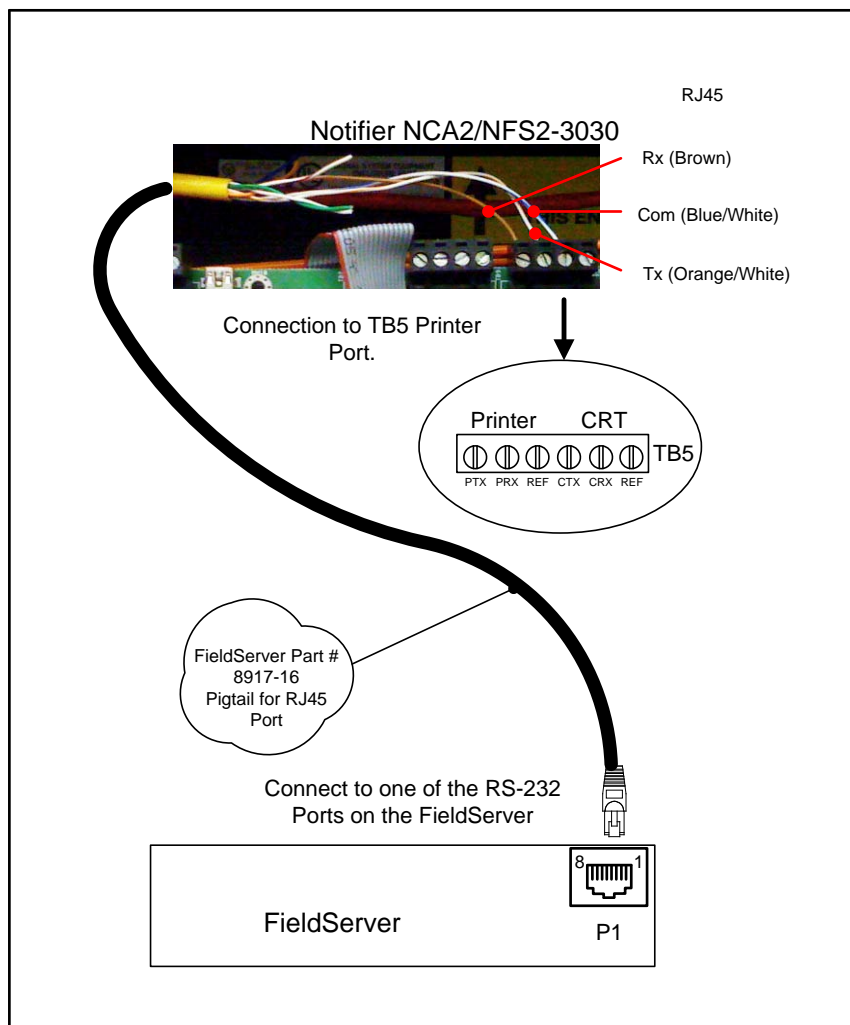 RJ45
Notifier NCA2/NFS2-3030
Rx (Brown)
Com (Blue/White)
Tx (Orange/White)
Connection to TB5 Printer
Port.
Printer CRT
TB5
PTX PRX REF CTX CRX REF
FieldServer Part #
8917-16
Pigtail for RJ45
Port
Connect to one of the RS-232
Ports on the FieldServer
8 1
FieldServer
P1